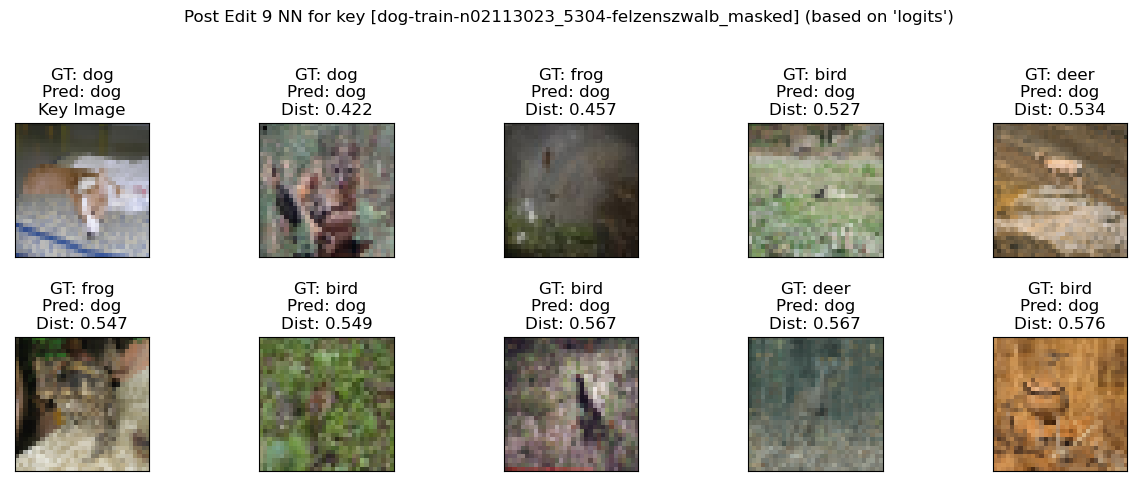 Post Edit 9 NN for key [dog-train-n02113023_5304-felzenszwalb_masked] (based on 'logits')
GT: dog
Pred: dog
Key Image
GT: dog
Pred: dog
Dist: 0.422
GT: frog
Pred: dog
Dist: 0.457
GT: bird
Pred: dog
Dist: 0.527
GT: deer
Pred: dog
Dist: 0.534
GT: frog
Pred: dog
Dist: 0.547
GT: bird
Pred: dog
Dist: 0.549
GT: bird
Pred: dog
Dist: 0.567
GT: deer
Pred: dog
Dist: 0.567
GT: bird
Pred: dog
Dist: 0.576